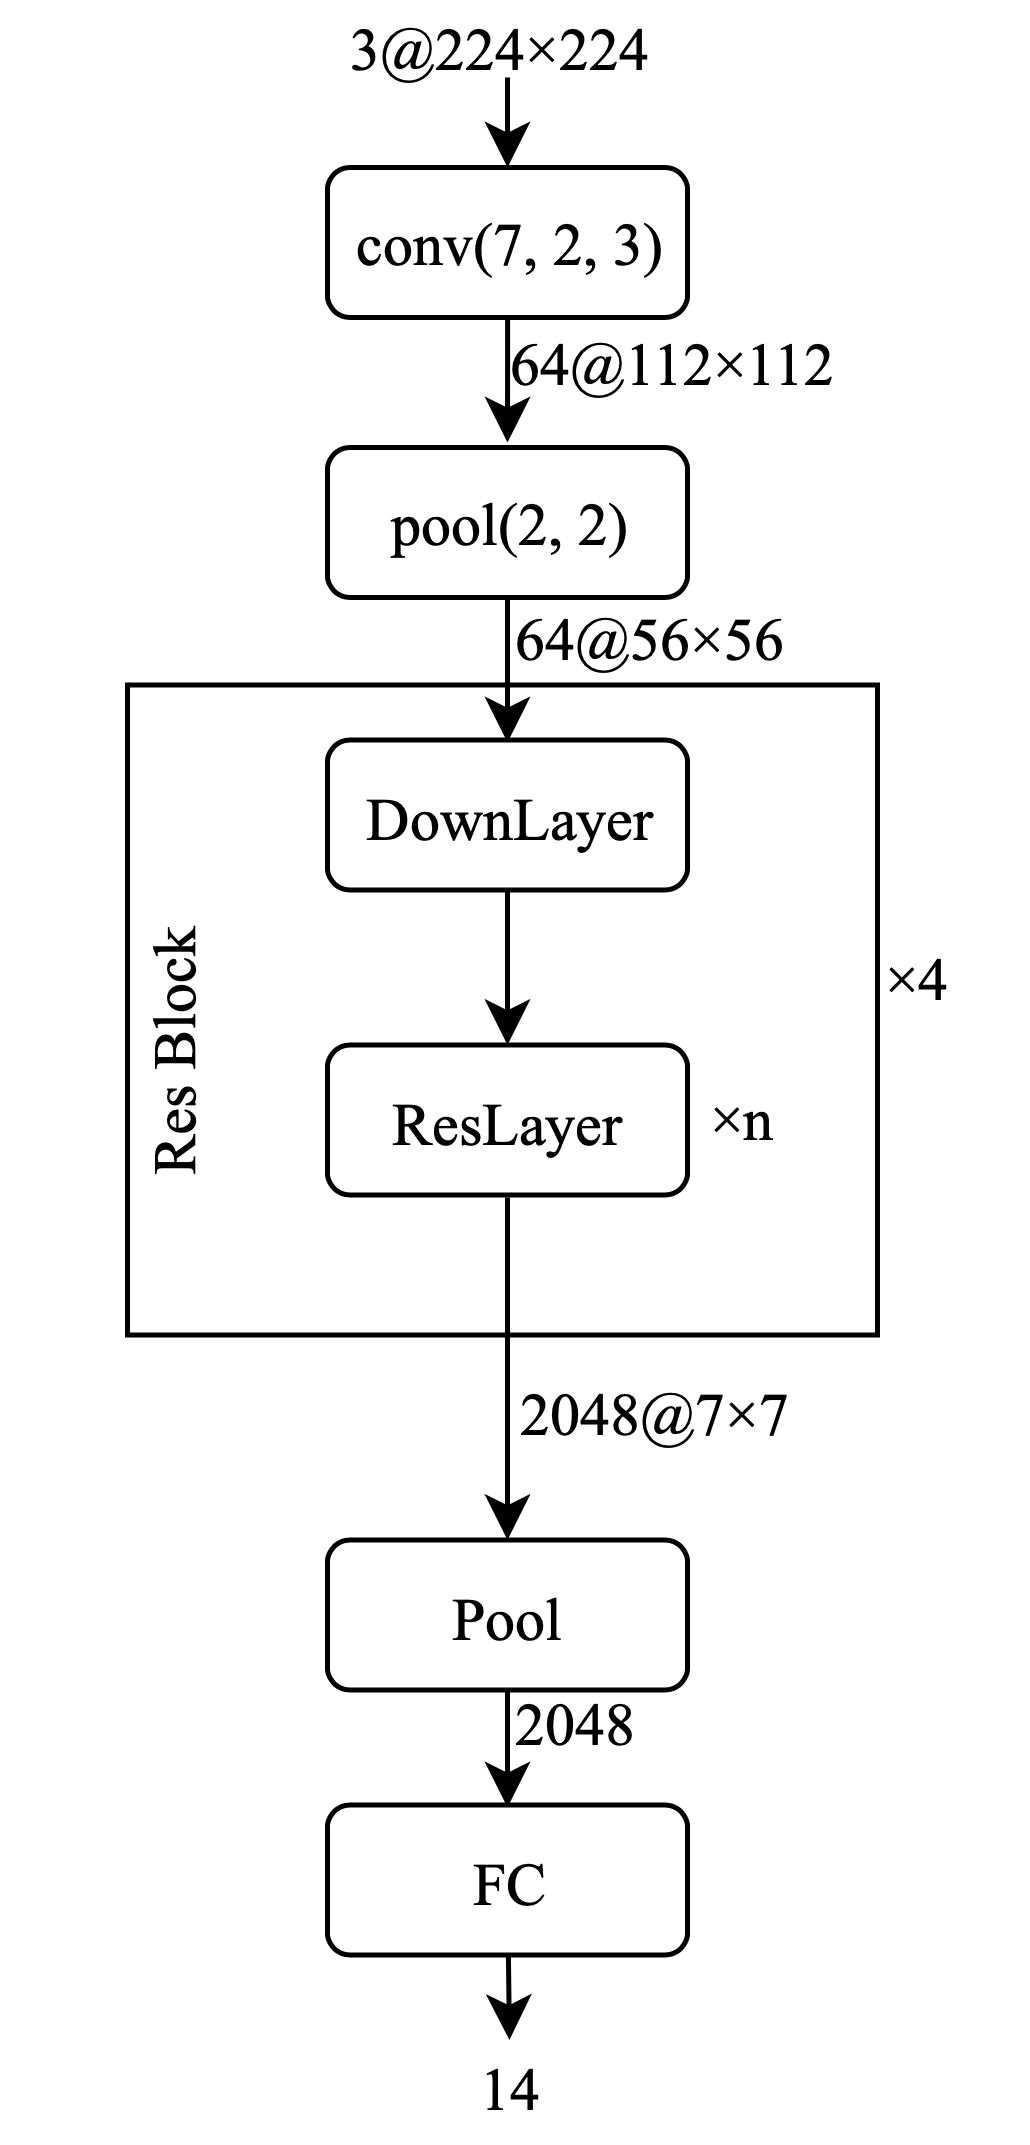 3@224×224
conv(7, 2, 3)
64@112×112
pool(2, 2)
64@56×56
DownLayer
Res Block
×4
ResLayer
×n
2048@7×7
Pool
2048
FC
14